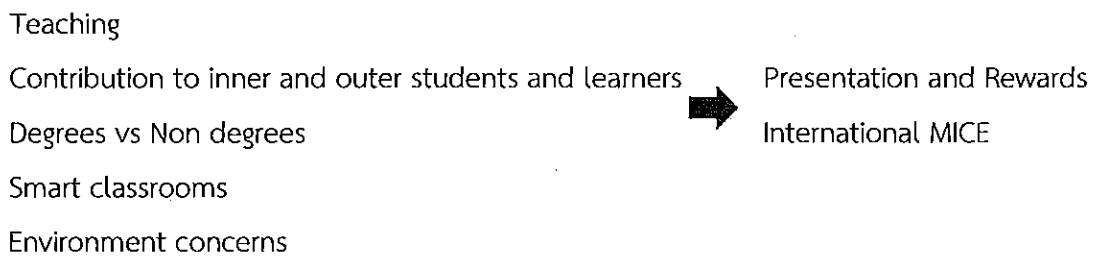 Teaching
Contribution to inner and outer students and learners
Presentation and Rewards
Degrees vs Non degrees
International MICE
Smart classrooms
Environment concerns